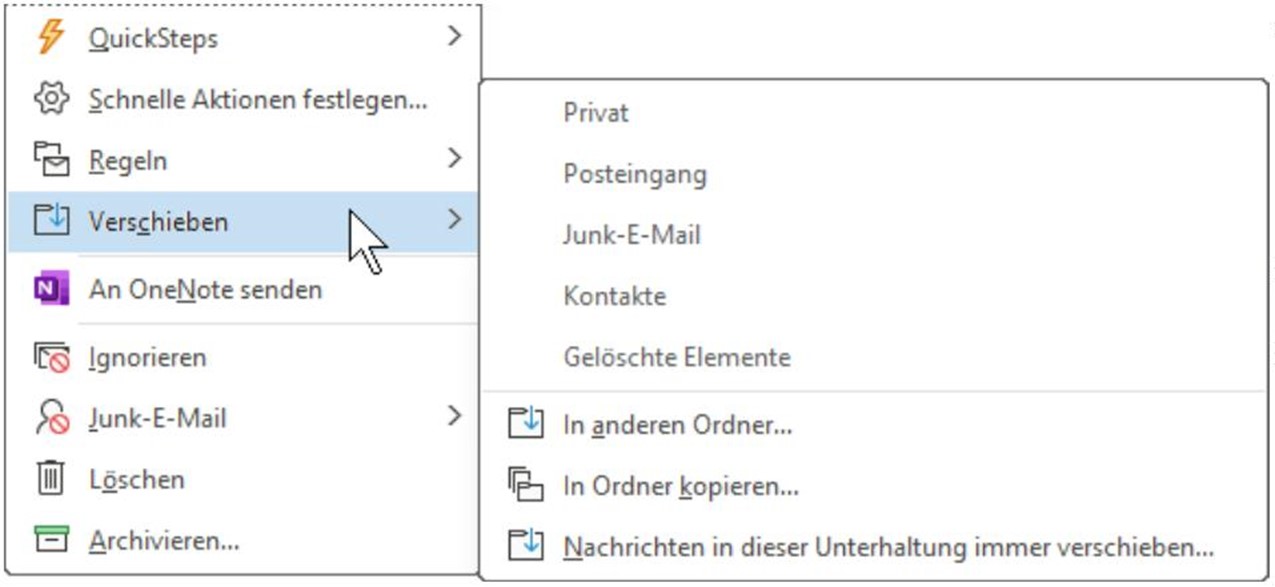 QuickSteps
Schnelle Aktionen festlegen...
Regeln
Verschieben
An OneNote senden
Ignorieren
Junk-E-Mail
Löschen
Archivieren...
Privat
Posteingang
Junk-E-Mail
Kontakte
Gelöschte Elemente
In anderen Ordner...
In Ordner kopieren...
Nachrichten in dieser Unterhaltung immer verschieben...